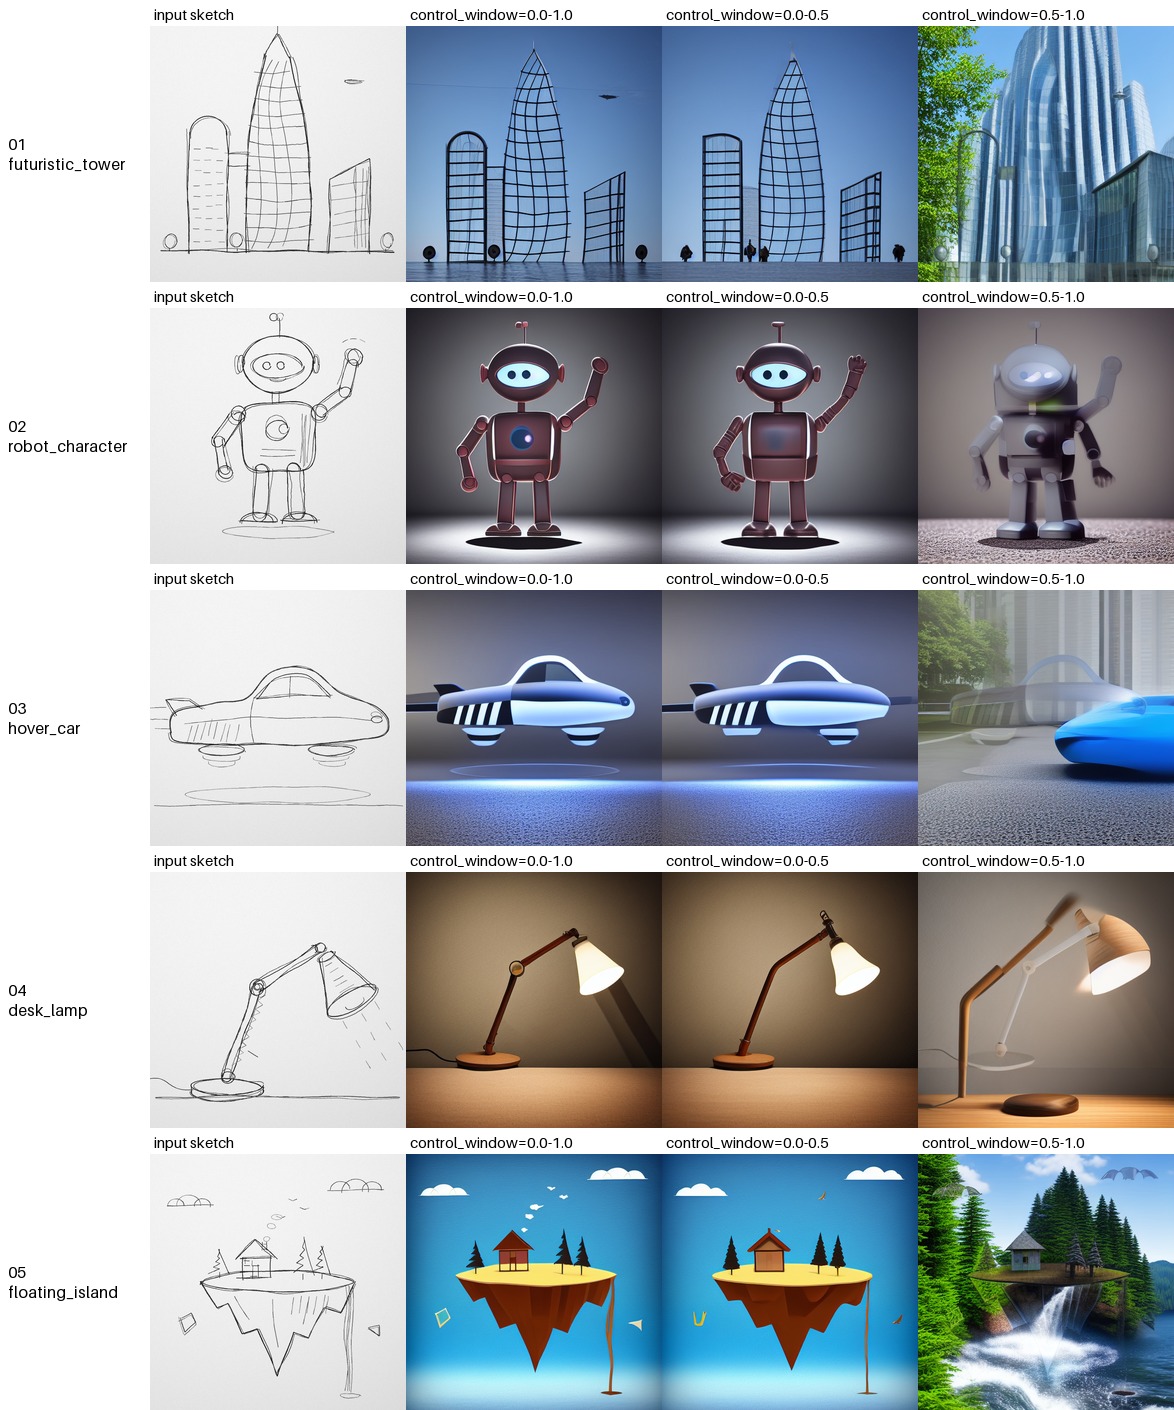 input sketch control_window=0.0-1.0 control_window=0.0-0.5 control_window=0.5-1.0
01
futuristic_tower
input sketch control_window=0.0-1.0 control_window=0.0-0.5 control_window=0.5-1.0
02
robot_character
input sketch control_window=0.0-1.0 control_window=0.0-0.5 control_window=0.5-1.0
03
hover_car
input sketch control_window=0.0-1.0 control_window=0.0-0.5 control_window=0.5-1.0
04
desk_lamp
input sketch control_window=0.0-1.0 control_window=0.0-0.5 control_window=0.5-1.0
05
floating_island